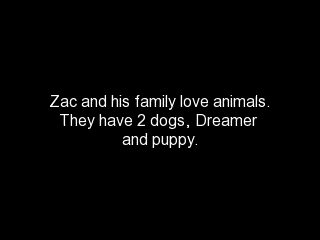 Zac and his family love animals.
They have 2 dogs, Dreamer
and puppy.